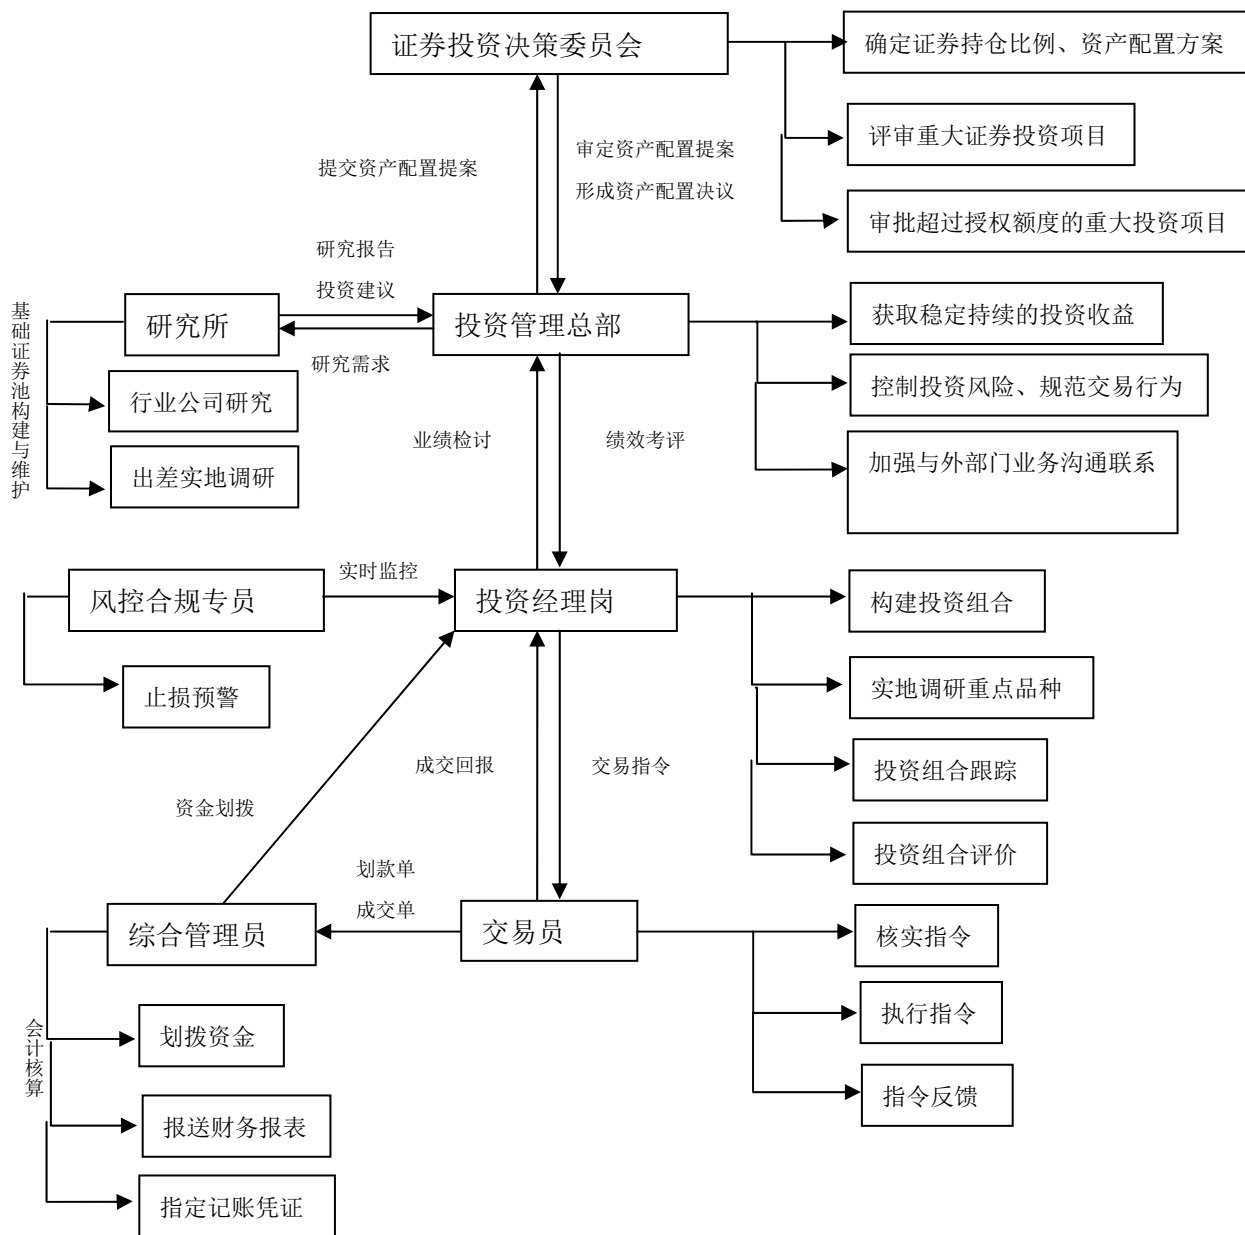 证券投资决策委员会
确定证券持仓比例、资产配置方案
评审重大证券投资项目
审批超过授权额度的重大投资项目
提交资产配置提案
审定资产配置提案
形成资产配置决议
研究报告
投资建议
研究需求
基础证券池构建与维护
研究所
行业公司研究
出差实地调研
投资管理总部
获取稳定持续的投资收益
控制投资风险、规范交易行为
加强与外部门业务沟通联系
业绩检讨
绩效考评
风控合规专员
实时监控
止损预警
投资经理岗
构建投资组合
实地调研重点品种
投资组合跟踪
投资组合评价
成交回报
交易指令
资金划拨
划款单
成交单
综合管理员
交易员
核实指令
执行指令
指令反馈
会计核算
划拨资金
报送财务报表
指定记账凭证